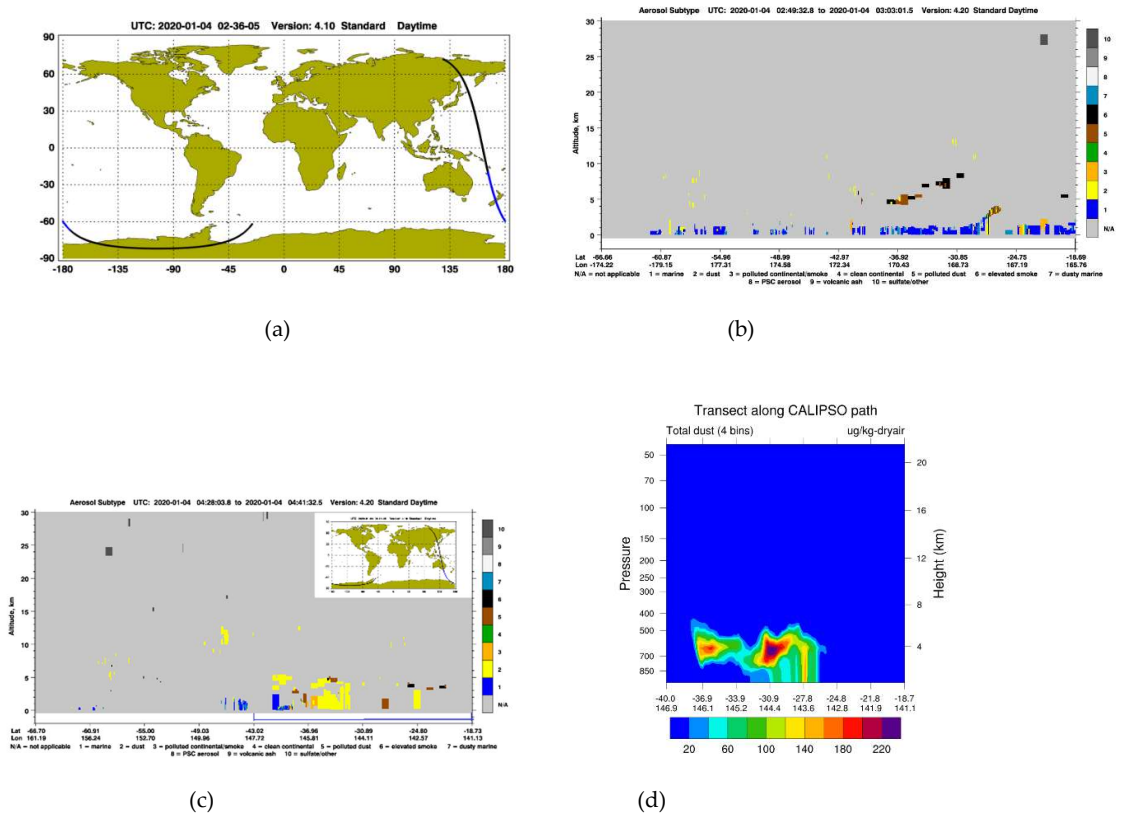 UTC: 2020-01-04 02-36-05 Version: 4.10 Standard Daytime
90
60
30
0
-30
-60
-90
-180 -135 -90 -45 0 45 90 135 180
(a)
Aerosol Subtype UTC: 2020-01-04 02:49:32.8 to 2020-01-04 03:03:01.5 Version: 4.20 Standard Daytime
Altitude, km
30
25
20
15
10
5
0
10
9
8
7
6
5
4
3
2
1
N/A
Lat -66.66 -60.87 -54.96 -48.99 -42.97 -36.92 -30.85 -24.75 -18.69
Lon -174.22 -179.15 177.31 174.58 172.34 170.43 168.73 167.19 165.76
N/A = not applicable 1 = marine 2 = dust 3 = polluted continental/smoke 4 = clean continental 5 = polluted dust 6 = elevated smoke 7 = dusty marine
8 = PSC aerosol 9 = volcanic ash 10 = sulfate/other
(b)
Aerosol Subtype UTC: 2020-01-04 04:28:03.8 to 2020-01-04 04:41:32.5 Version: 4.20 Standard Daytime
Altitude, km
30
25
20
15
10
5
0
10
9
8
7
6
5
4
3
2
1
N/A
Lat -66.70 -60.91 -55.00 -49.03 -43.02 -36.96 -30.89 -24.80 -18.73
Lon 161.19 156.24 152.70 149.96 147.72 145.81 144.11 142.57 141.13
N/A = not applicable 1 = marine 2 = dust 3 = polluted continental/smoke 4 = clean continental 5 = polluted dust 6 = elevated smoke 7 = dusty marine
8 = PSC aerosol 9 = volcanic ash 10 = sulfate/other
(c)
Transect along CALIPSO path
Total dust (4 bins) ug/kg-dryair
Pressure
50
70
100
150
200
250
300
400
500
700
850
20
16
12
8
4
Height (km)
-40.0 -36.9 -33.9 -30.9 -27.8 -24.8 -21.8 -18.7
146.9 146.1 145.2 144.4 143.6 142.8 141.9 141.1
20 60 100 140 180 220
(d)